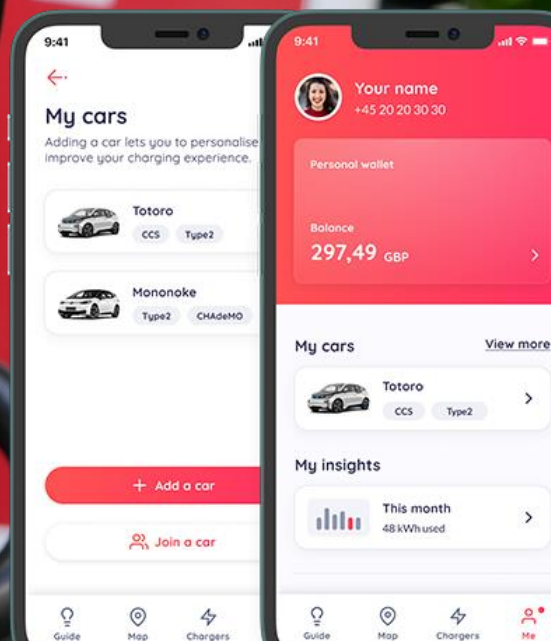 9:41
My cars
Adding a car lets you to personalise
improve your charging experience.
Totoro
CCS Type2
Mononoke
Type2 CHAdeMO
+ Add a car
Join a car
Guide Map Chargers
9:41
Your name
+45 20 20 30 30
Personal wallet
Balance
297,49 GBP
My cars View more
Totoro
CCS Type2
My insights
This month
48 kWh used
Guide Map Chargers Me